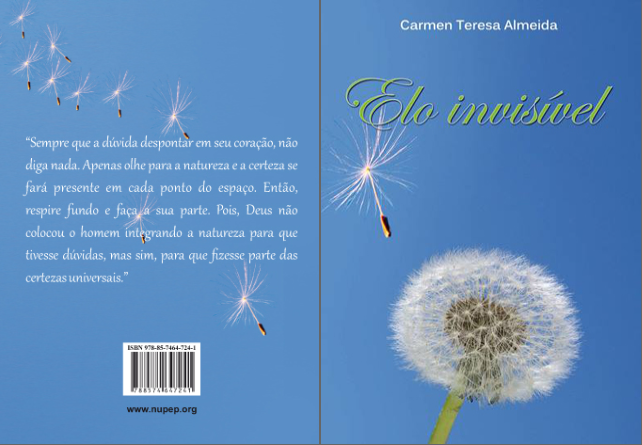 “Sempre que a dúvida despontar em seu coração, não
diga nada. Apenas olhe para a natureza e a certeza se
fará presente em cada ponto do espaço. Então,
respire fundo e faça a sua parte. Pois, Deus não
colocou o homem integrando a natureza para que
tivesse dúvidas, mas sim, para que fizesse parte das
certezas universais.”
ISBN 978-85-7464-724-1
9788574647241
www.nupep.org
Carmen Teresa Almeida
Elo invisível